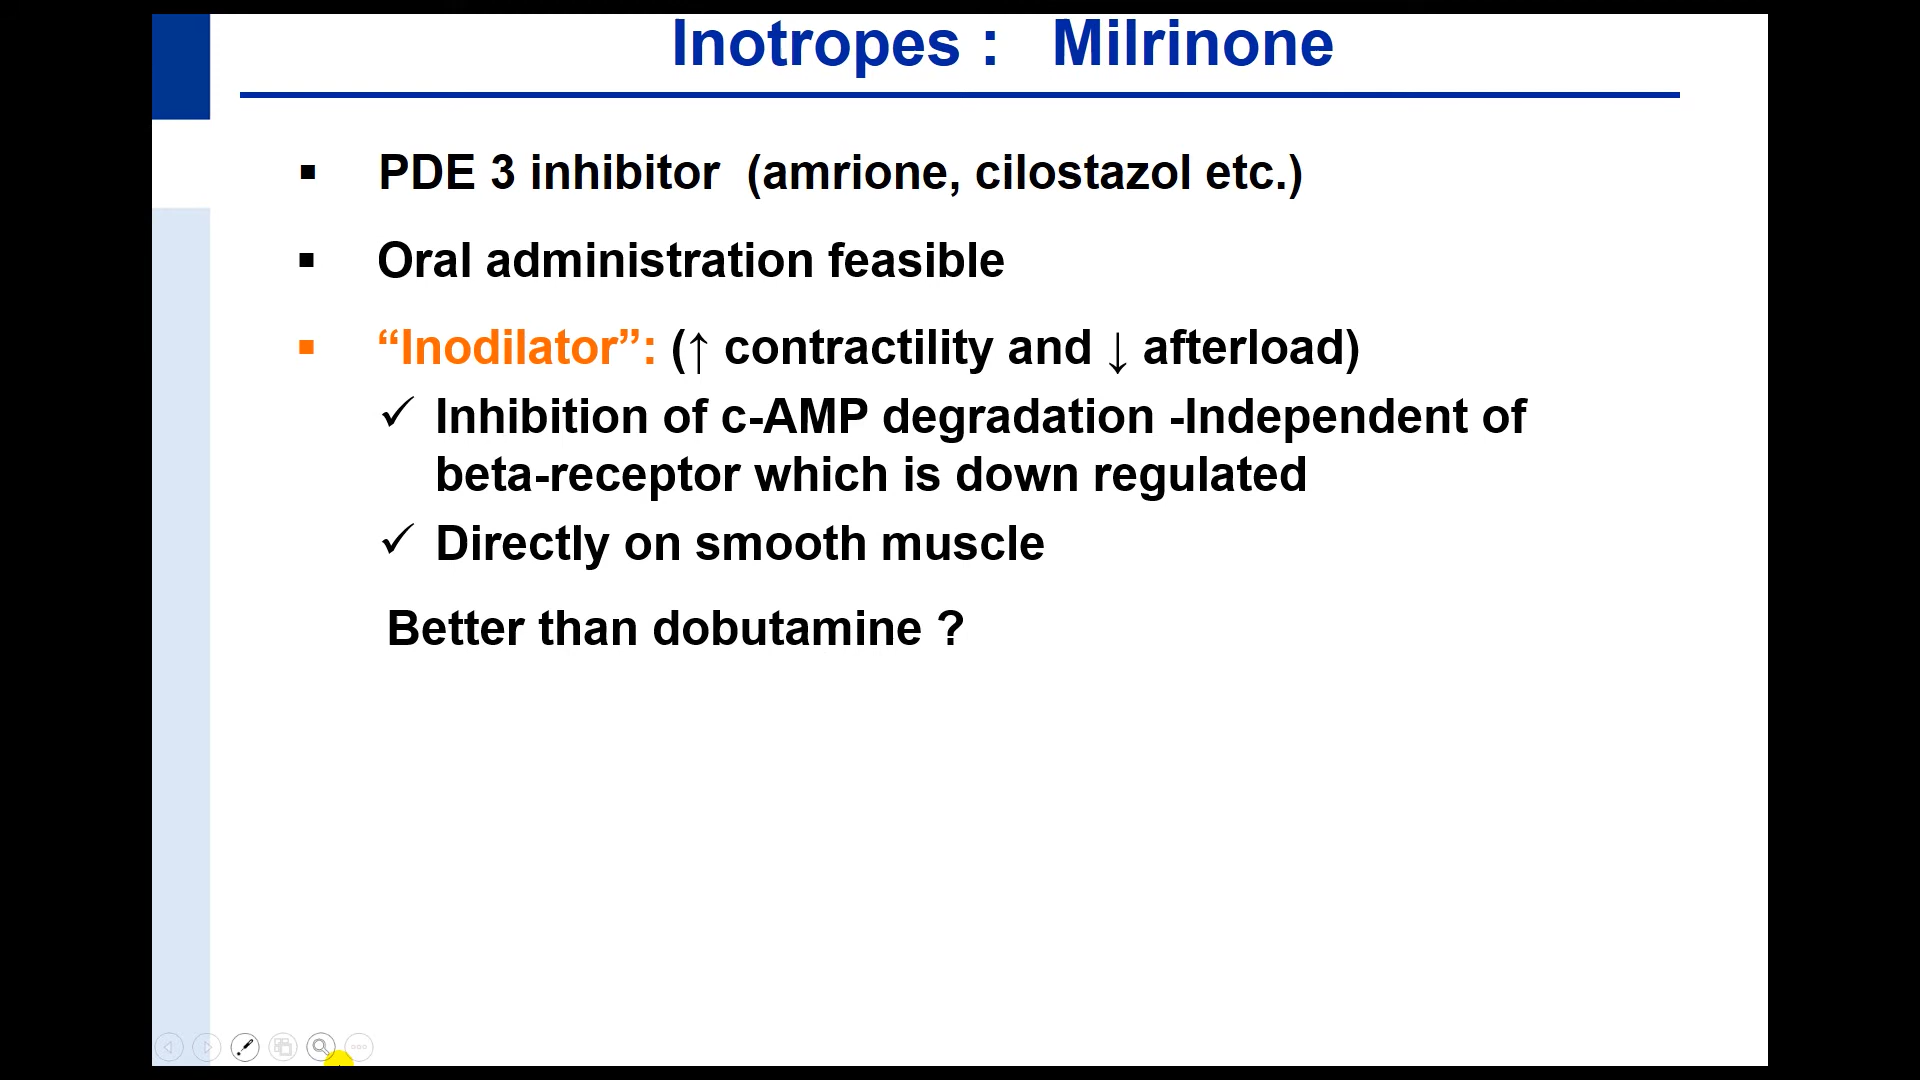 Inotropes : Milrinone
▪ PDE 3 inhibitor (amrione, cilostazol etc.)
▪ Oral administration feasible
▪ “Inodilator”: (↑ contractility and ↓ afterload)
✓ Inhibition of c-AMP degradation -Independent of
beta-receptor which is down regulated
✓ Directly on smooth muscle
Better than dobutamine ?